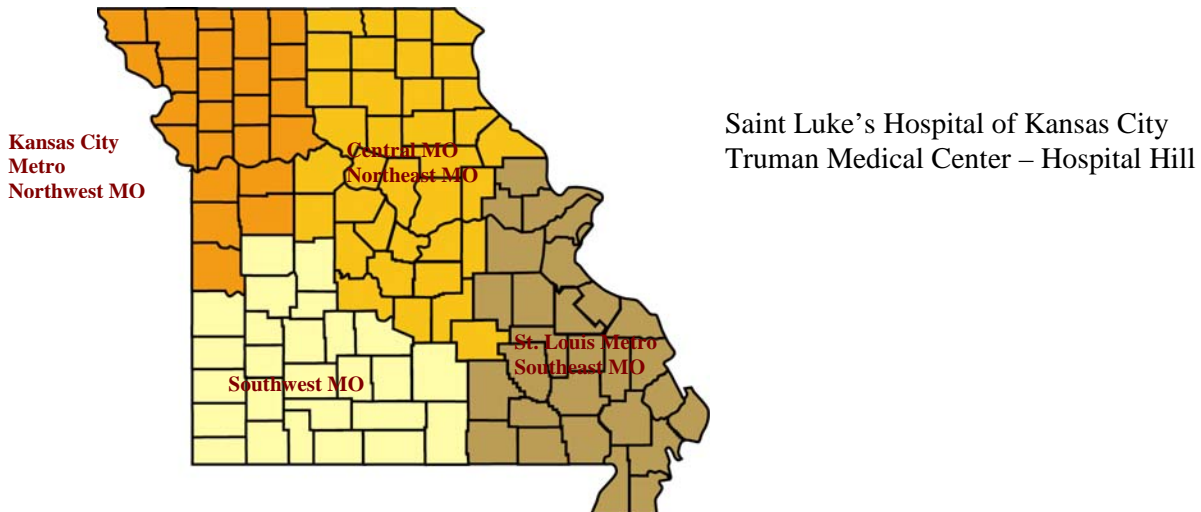 Kansas City
Metro
Northwest MO
Central MO
Northeast MO
St. Louis Metro
Southeast MO
Southwest MO
Saint Luke’s Hospital of Kansas City
Truman Medical Center – Hospital Hill